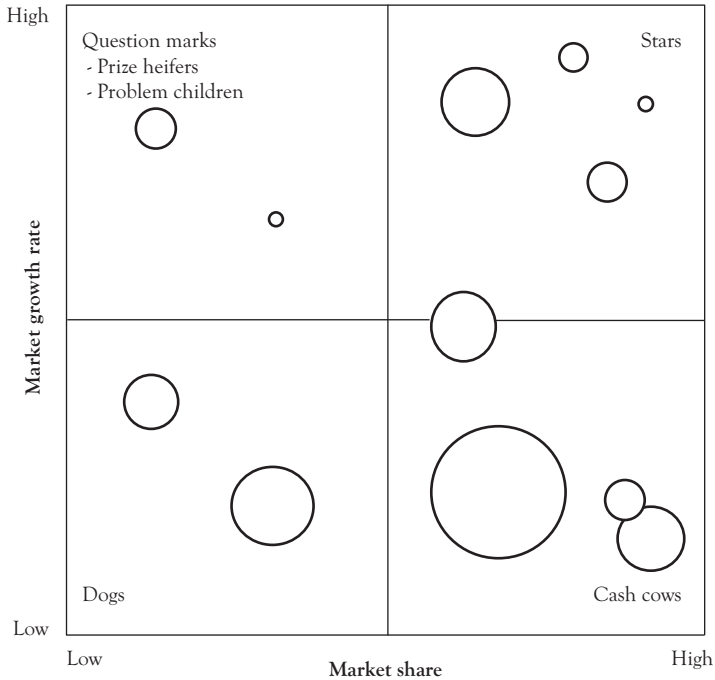 High
Question marks
- Prize heifers
- Problem children
Stars
Market growth rate
Dogs
Cash cows
Low
Low
Market share
High